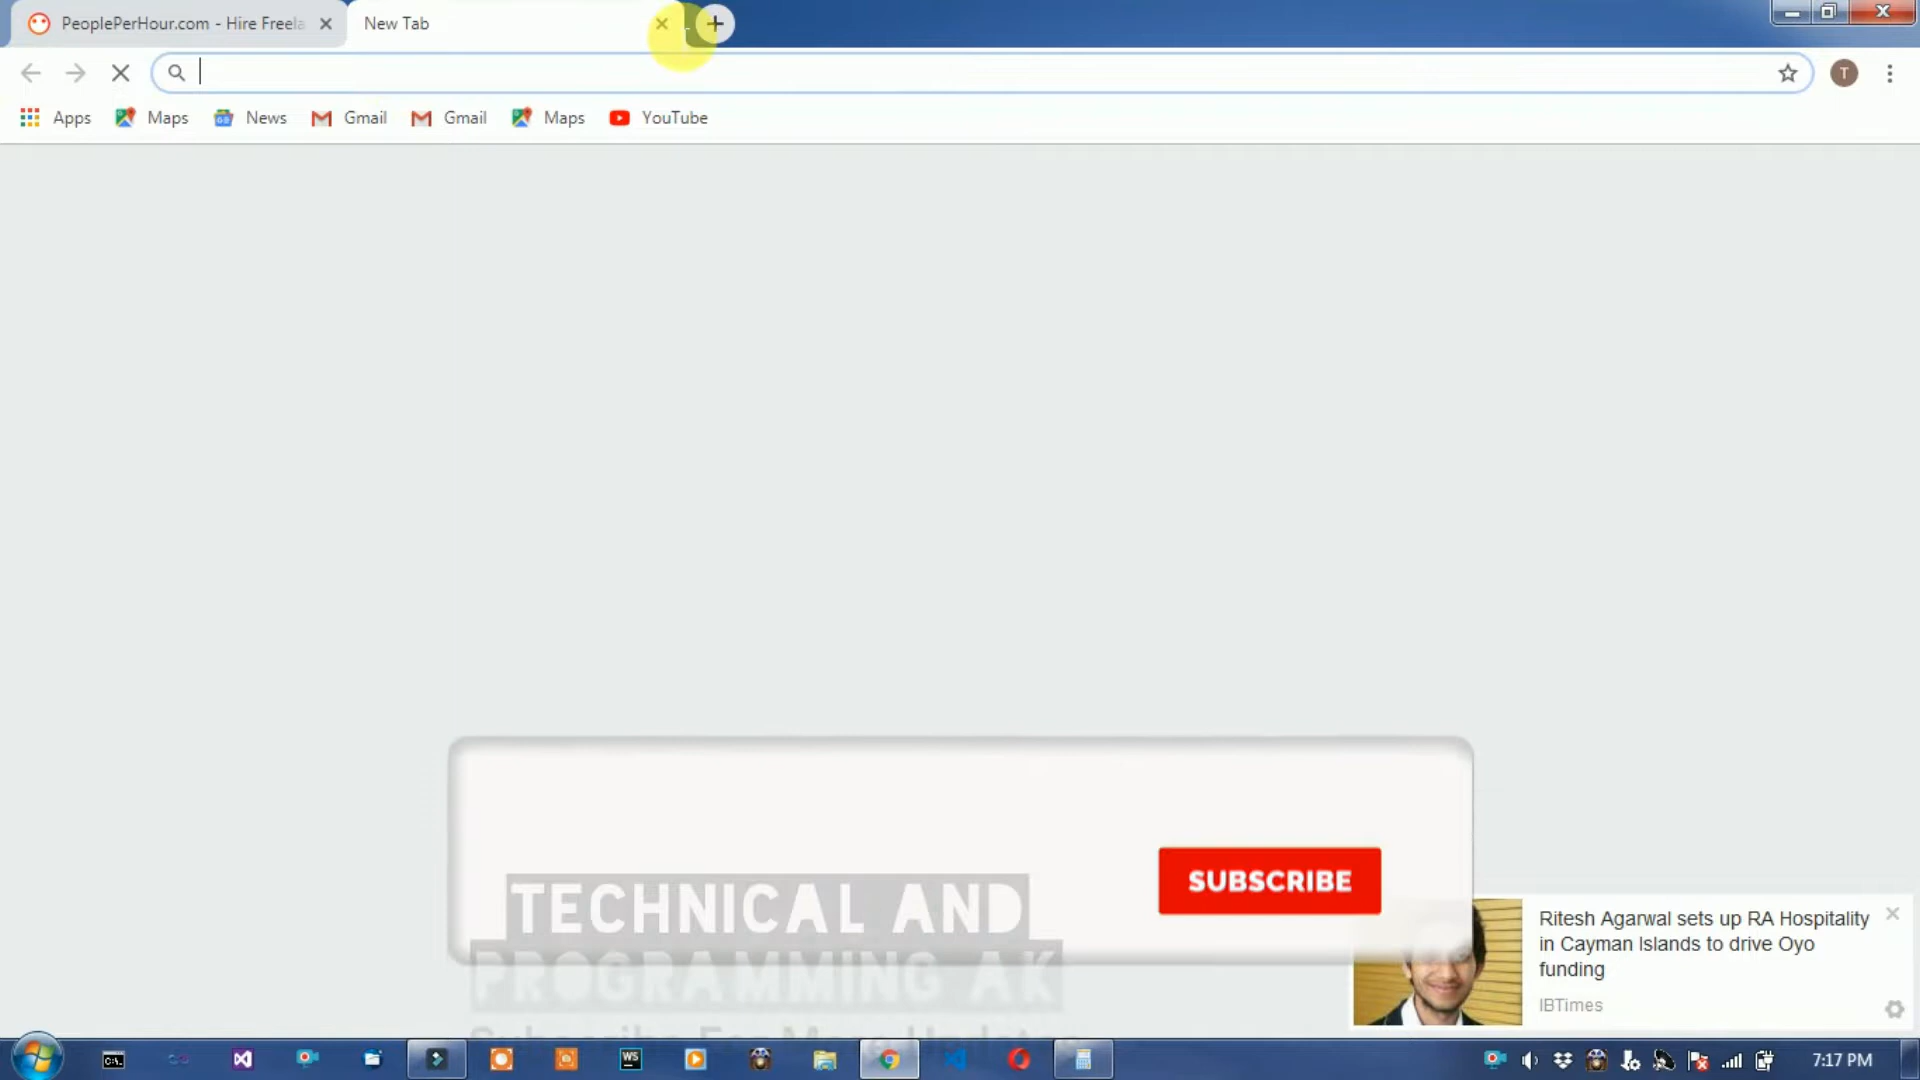 PeoplePerHour.com - Hire Freela
New Tab
T
Apps Maps News Gmail Gmail Maps YouTube
SUBSCRIBE
TECHNICAL AND
PROGRAMMING AK
Ritesh Agarwal sets up RA Hospitality
in Cayman Islands to drive Oyo
funding
IBTimes
C:\.
WS
7:17 PM